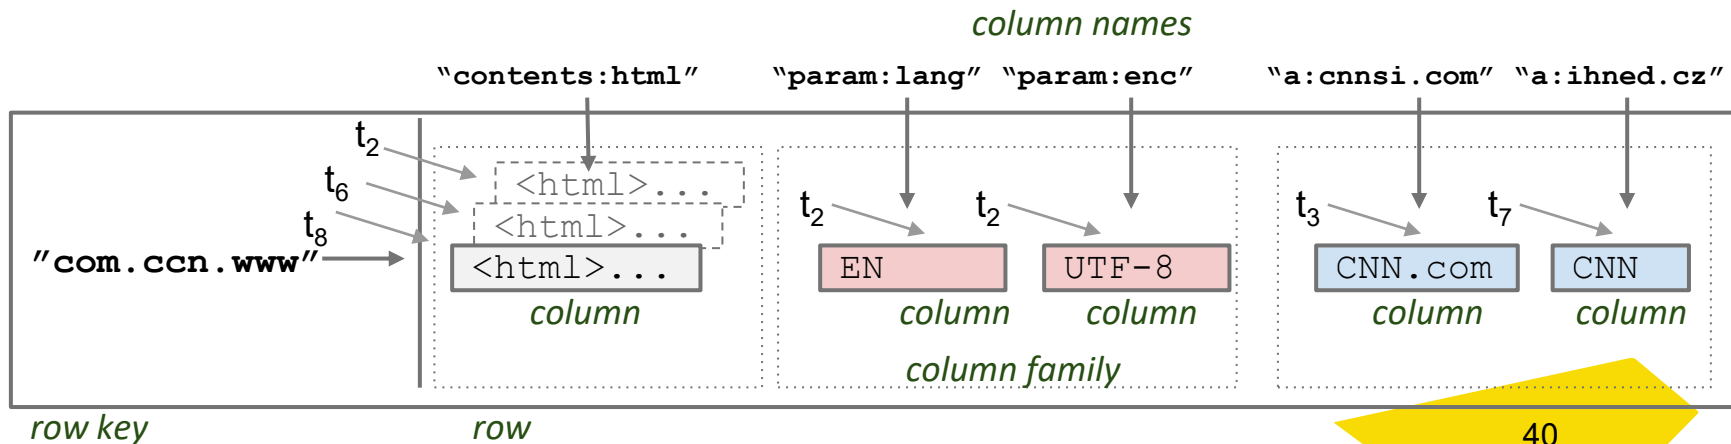 column names
“contents:html” “param:lang” “param:enc” “a:cnnsi.com” “a:ihned.cz”
t2
<html>...
t6
t2 t2 t3 t7
<html>...
t8
”com.ccn.www” <html>... EN UTF-8 CNN.com CNN
column column column column column
column family
row key row 40